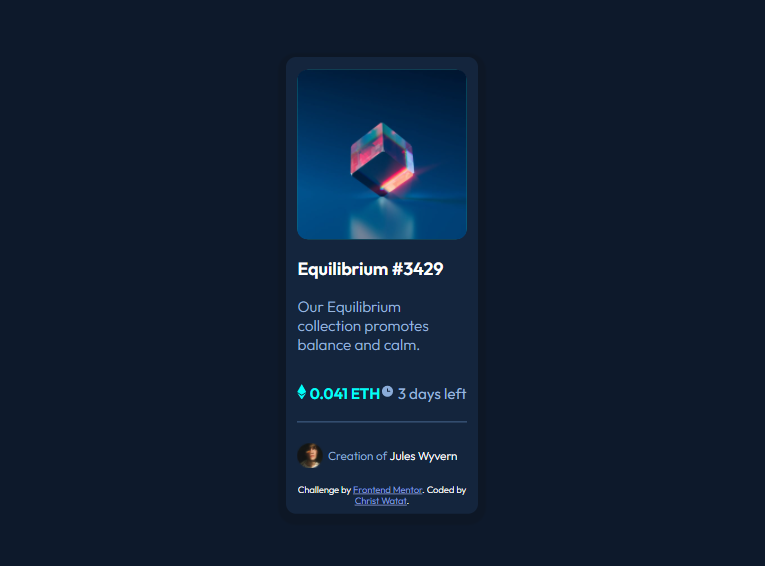 Equilibrium #3429
Our Equilibrium
collection promotes
balance and calm.
0.041 ETH 3 days left
Creation of Jules Wyvern
Challenge by Frontend Mentor. Coded by
Christ Watat.